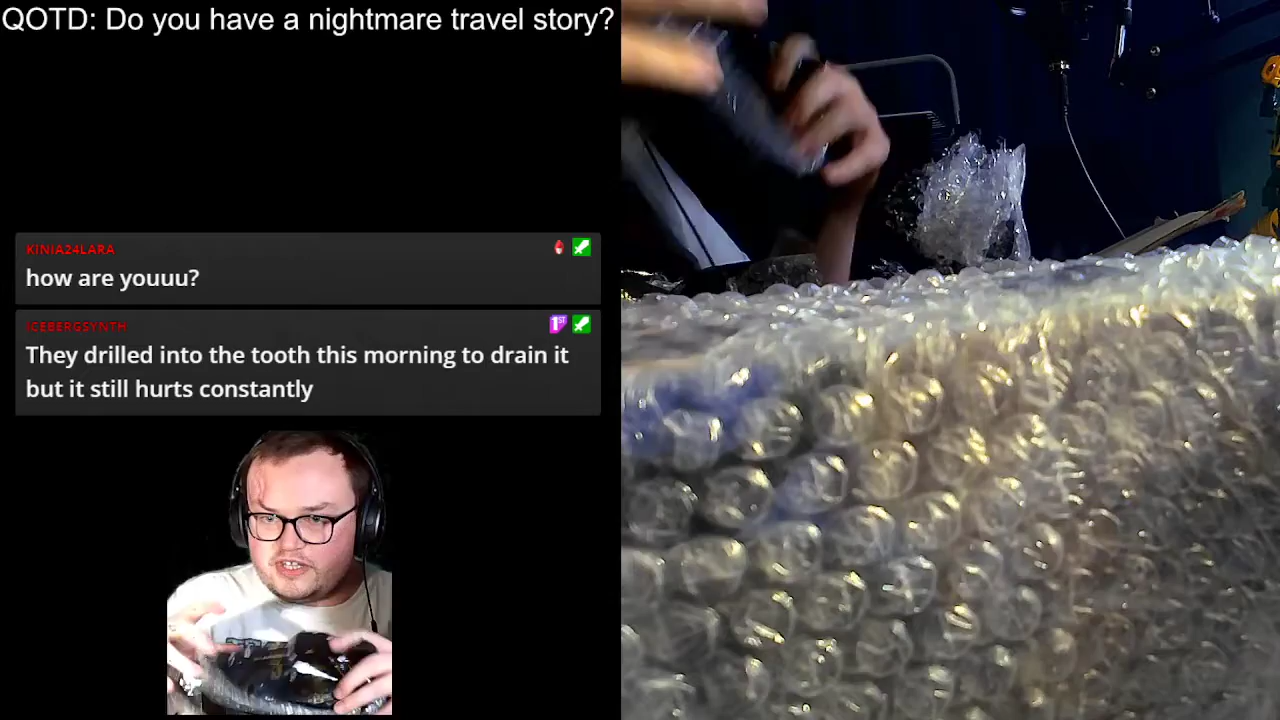 QOTD: Do you have a nightmare travel story?
KINIA24LARA
how are youuu?
ICEBERGSYNTH
1ST
They drilled into the tooth this morning to drain it
but it still hurts constantly